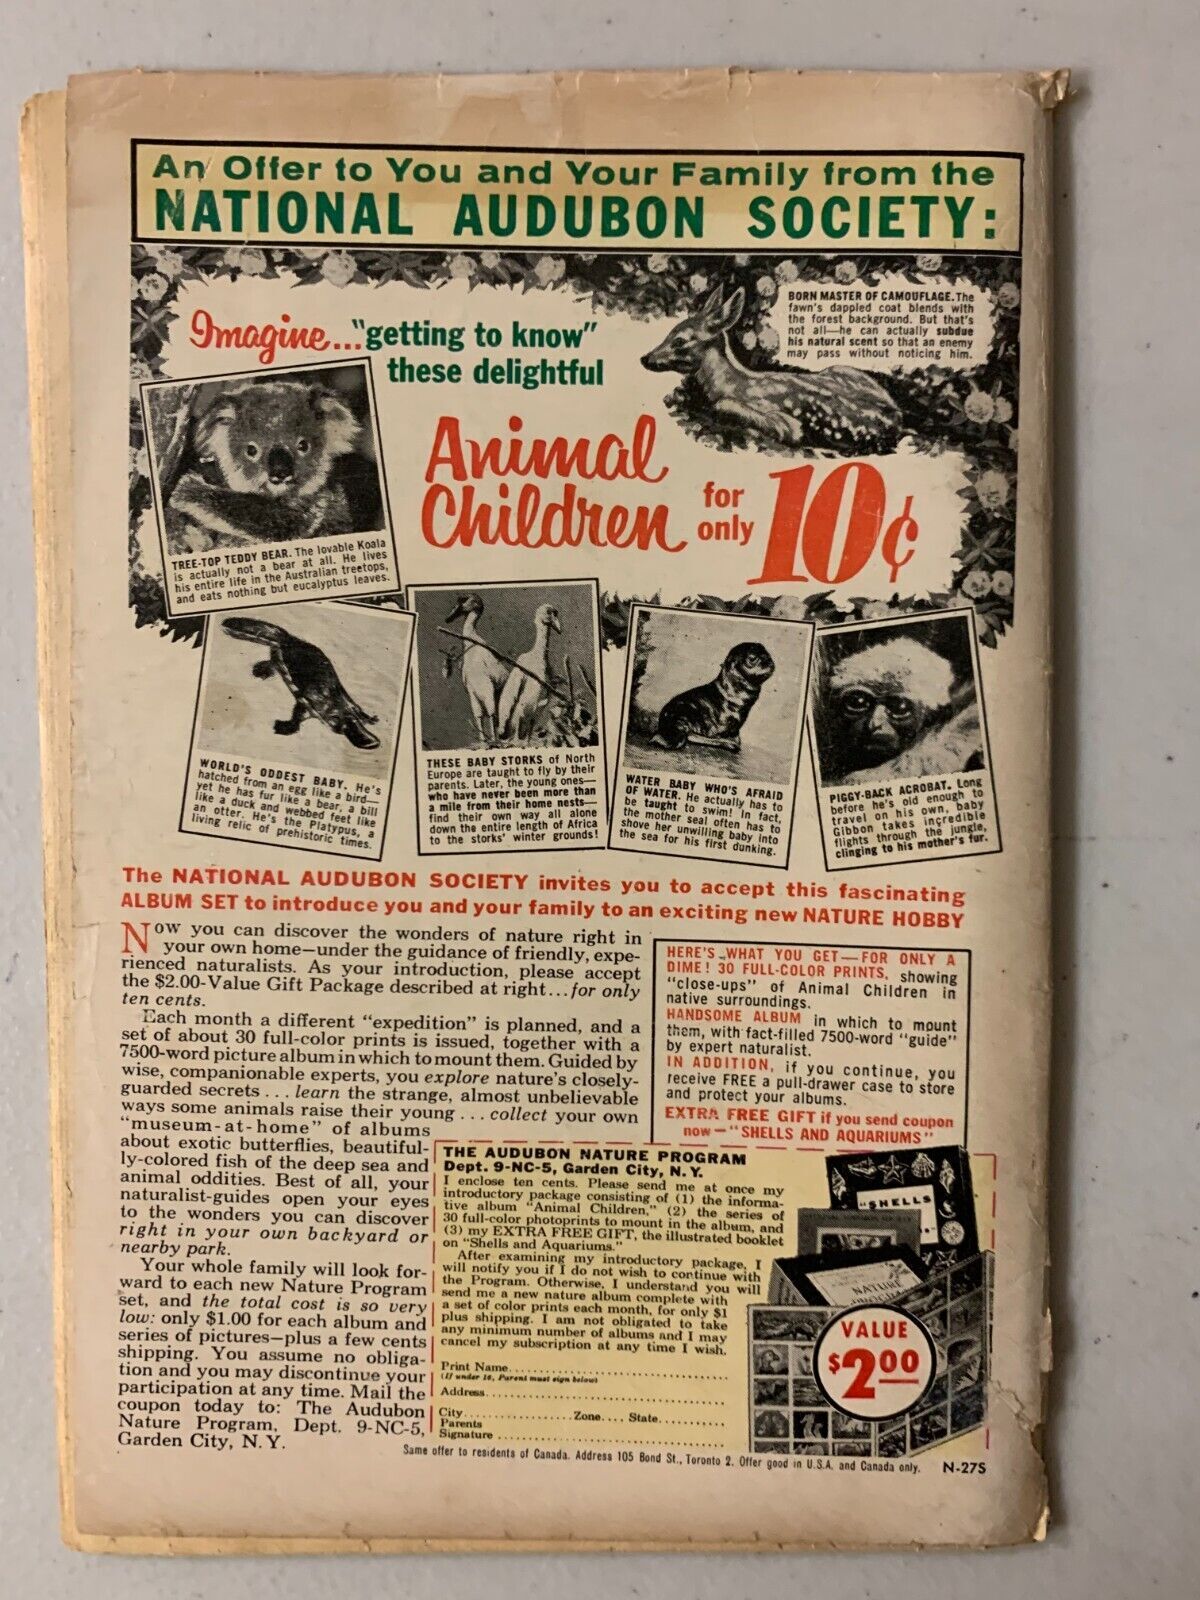 An Offer to You and Your Family from the
NATIONAL AUDUBON SOCIETY:
Imagine..."getting to know"
these delightful
Animal
Children
for
only
10¢
BORN MASTER OF CAMOUFLAGE. The
fawn's dappled coat blends with
the forest background. But that's
not all—he can actually subdue
his natural scent so that an enemy
may pass without noticing him.
TREE-TOP TEDDY BEAR. The lovable Koala
is actually not a bear at all. He lives
his entire life in the Australian treetops,
and eats nothing but eucalyptus leaves.
WORLD'S ODDEST BABY. He's
hatched from an egg like a bird—
yet he has fur like a bear, a bill
like a duck and webbed feet like
an otter. He's the Platypus, a
living relic of prehistoric times.
THESE BABY STORKS of North
Europe are taught to fly by their
parents. Later, the young ones—
who have never been more than
a mile from their home nests—
find their own way all alone
down the entire length of Africa
to the storks' winter grounds!
WATER BABY WHO'S AFRAID
OF WATER. He actually has to
be taught to swim! In fact,
the mother seal often has to
shove her unwilling baby into
the sea for his first dunking.
PIGGY-BACK ACROBAT. Long
before he's old enough to
travel on his own, baby
Gibbon takes incredible
flights through the jungle,
clinging to his mother's fur.
The NATIONAL AUDUBON SOCIETY invites you to accept this fascinating
ALBUM SET to introduce you and your family to an exciting new NATURE HOBBY
Now you can discover the wonders of nature right in
your own home—under the guidance of friendly, expe-
rienced naturalists. As your introduction, please accept
the $2.00-Value Gift Package described at right...for only
ten cents.
Each month a different "expedition" is planned, and a
set of about 30 full-color prints is issued, together with a
7500-word picture album in which to mount them. Guided by
wise, companionable experts, you explore nature's closely-
guarded secrets . . . learn the strange, almost unbelievable
ways some animals raise their young . . . collect your own
"museum-at-home" of albums
about exotic butterflies, beautiful-
ly-colored fish of the deep sea and
animal oddities. Best of all, your
naturalist-guides open your eyes
to the wonders you can discover
right in your own backyard or
nearby park.
Your whole family will look for-
ward to each new Nature Program
set, and the total cost is so very
low: only $1.00 for each album and
series of pictures—plus a few cents
shipping. You assume no obliga-
tion and you may discontinue your
participation at any time. Mail the
coupon today to: The Audubon
Nature Program, Dept. 9-NC-5,
Garden City, N.Y.
HERE'S WHAT YOU GET—FOR ONLY A
DIME! 30 FULL-COLOR PRINTS, showing
"close-ups" of Animal Children in
native surroundings.
HANDSOME ALBUM in which to mount
them, with fact-filled 7500-word "guide"
by expert naturalist.
IN ADDITION, if you continue, you
receive FREE a pull-drawer case to store
and protect your albums.
EXTRA FREE GIFT if you send coupon
now—"SHELLS AND AQUARIUMS"
THE AUDUBON NATURE PROGRAM
Dept. 9-NC-5, Garden City, N. Y.
I enclose ten cents. Please send me at once my
introductory package consisting of (1) the informa-
tive album "Animal Children," (2) the series of
30 full-color photoprints to mount in the album, and
(3) my EXTRA FREE GIFT, the illustrated booklet
on "Shells and Aquariums."
After examining my introductory package, I
will notify you if I do not wish to continue with
the Program. Otherwise, I understand you will
send me a new nature album complete with
a set of color prints each month, for only $1
plus shipping. I am not obligated to take
any minimum number of albums and I may
cancel my subscription at any time I wish.
Print Name
(If under 16, Parent must sign below)
Address
City Zone State
Parents
Signature
"SHELLS
NATURE
VALUE
$2.00
Same offer to residents of Canada. Address 105 Bond St., Toronto 2. Offer good in U.S.A. and Canada only. N-27S